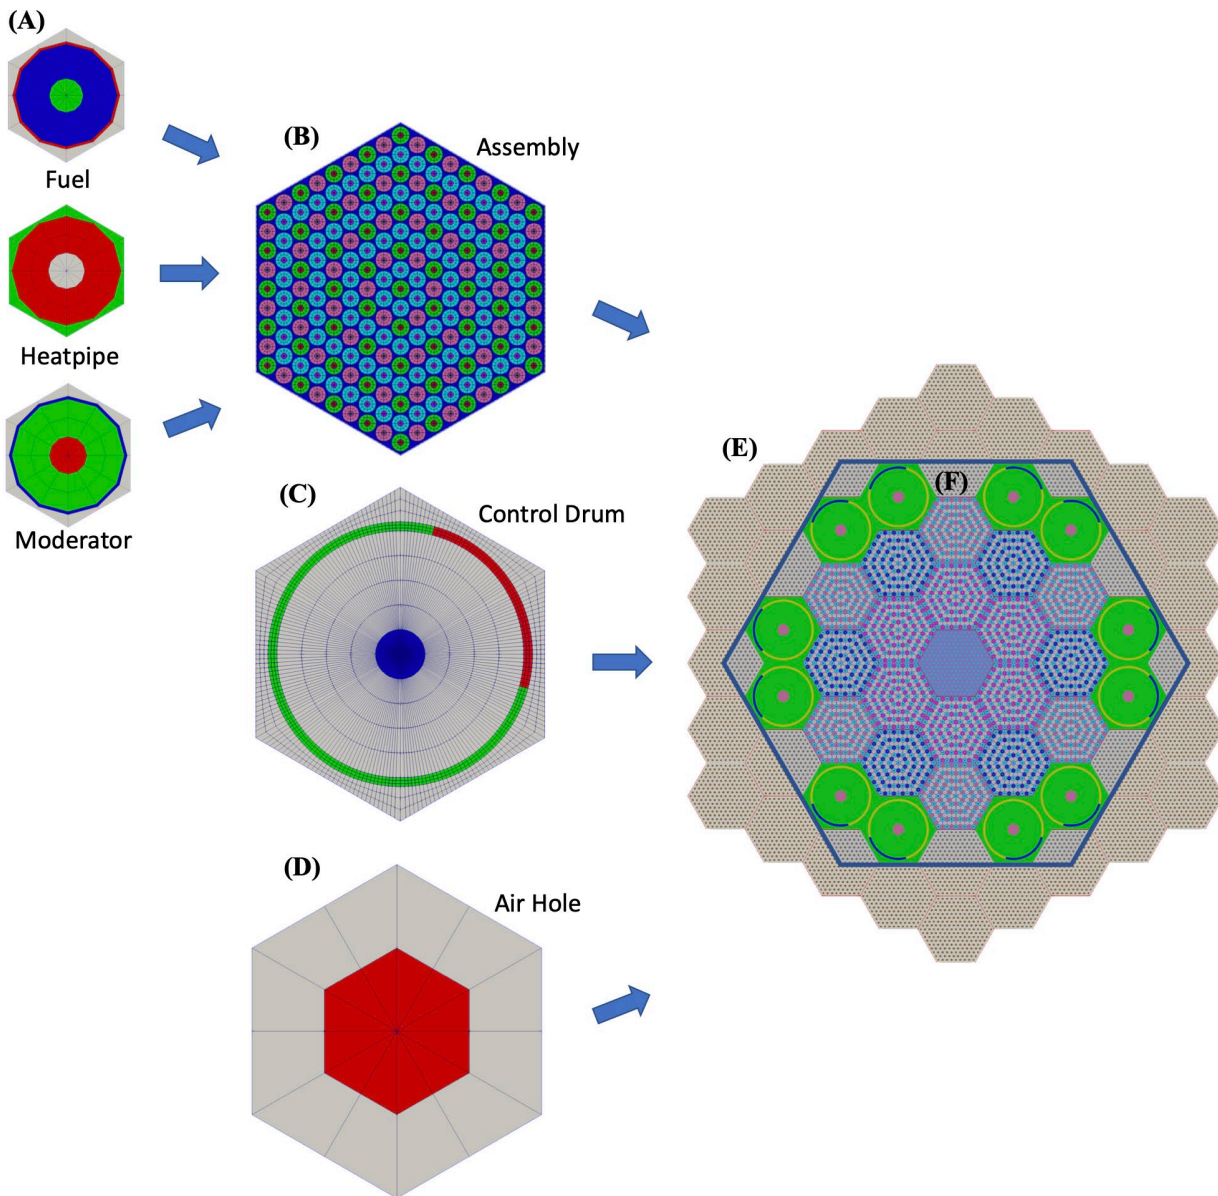 (A)
Fuel
Heatpipe
Moderator
(B)
Assembly
(C)
Control Drum
(D)
Air Hole
(E)
(F)